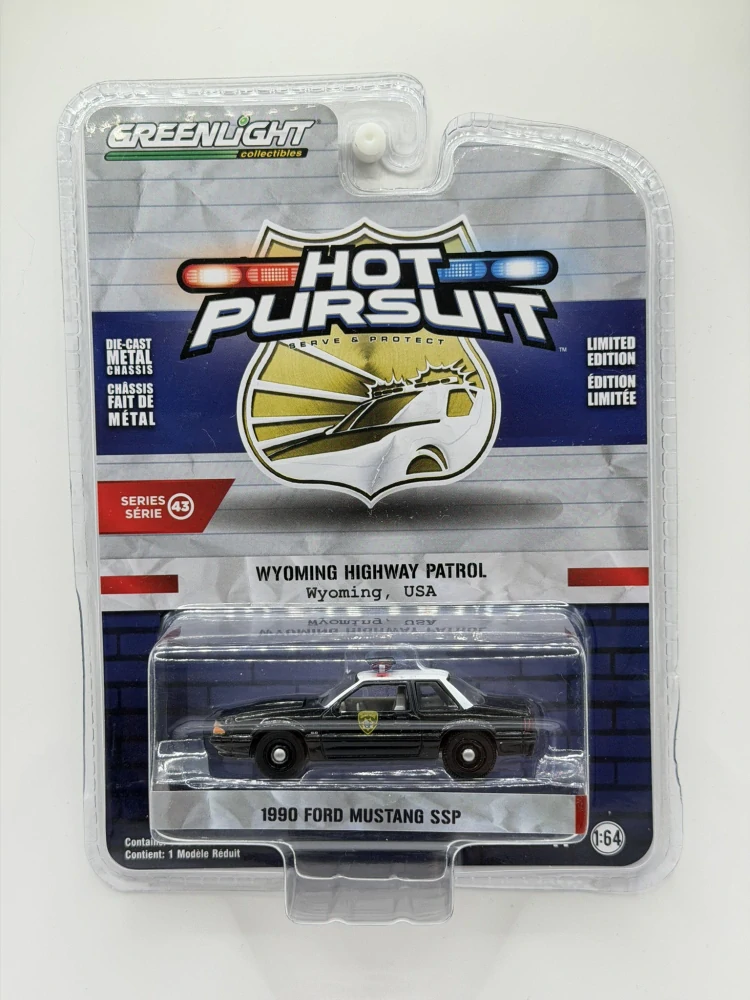 GREENLIGHT
collectibles
HOT
PURSUIT
SERVE & PROTECT
TM
DIE-CAST
METAL
CHASSIS
CHÂSSIS
FAIT DE
MÉTAL
LIMITED
EDITION
ÉDITION
LIMITÉE
SERIES
SÉRIE
43
WYOMING HIGHWAY PATROL
Wyoming, USA
1990 FORD MUSTANG SSP
Contient: 1 Modèle Réduit
1:64